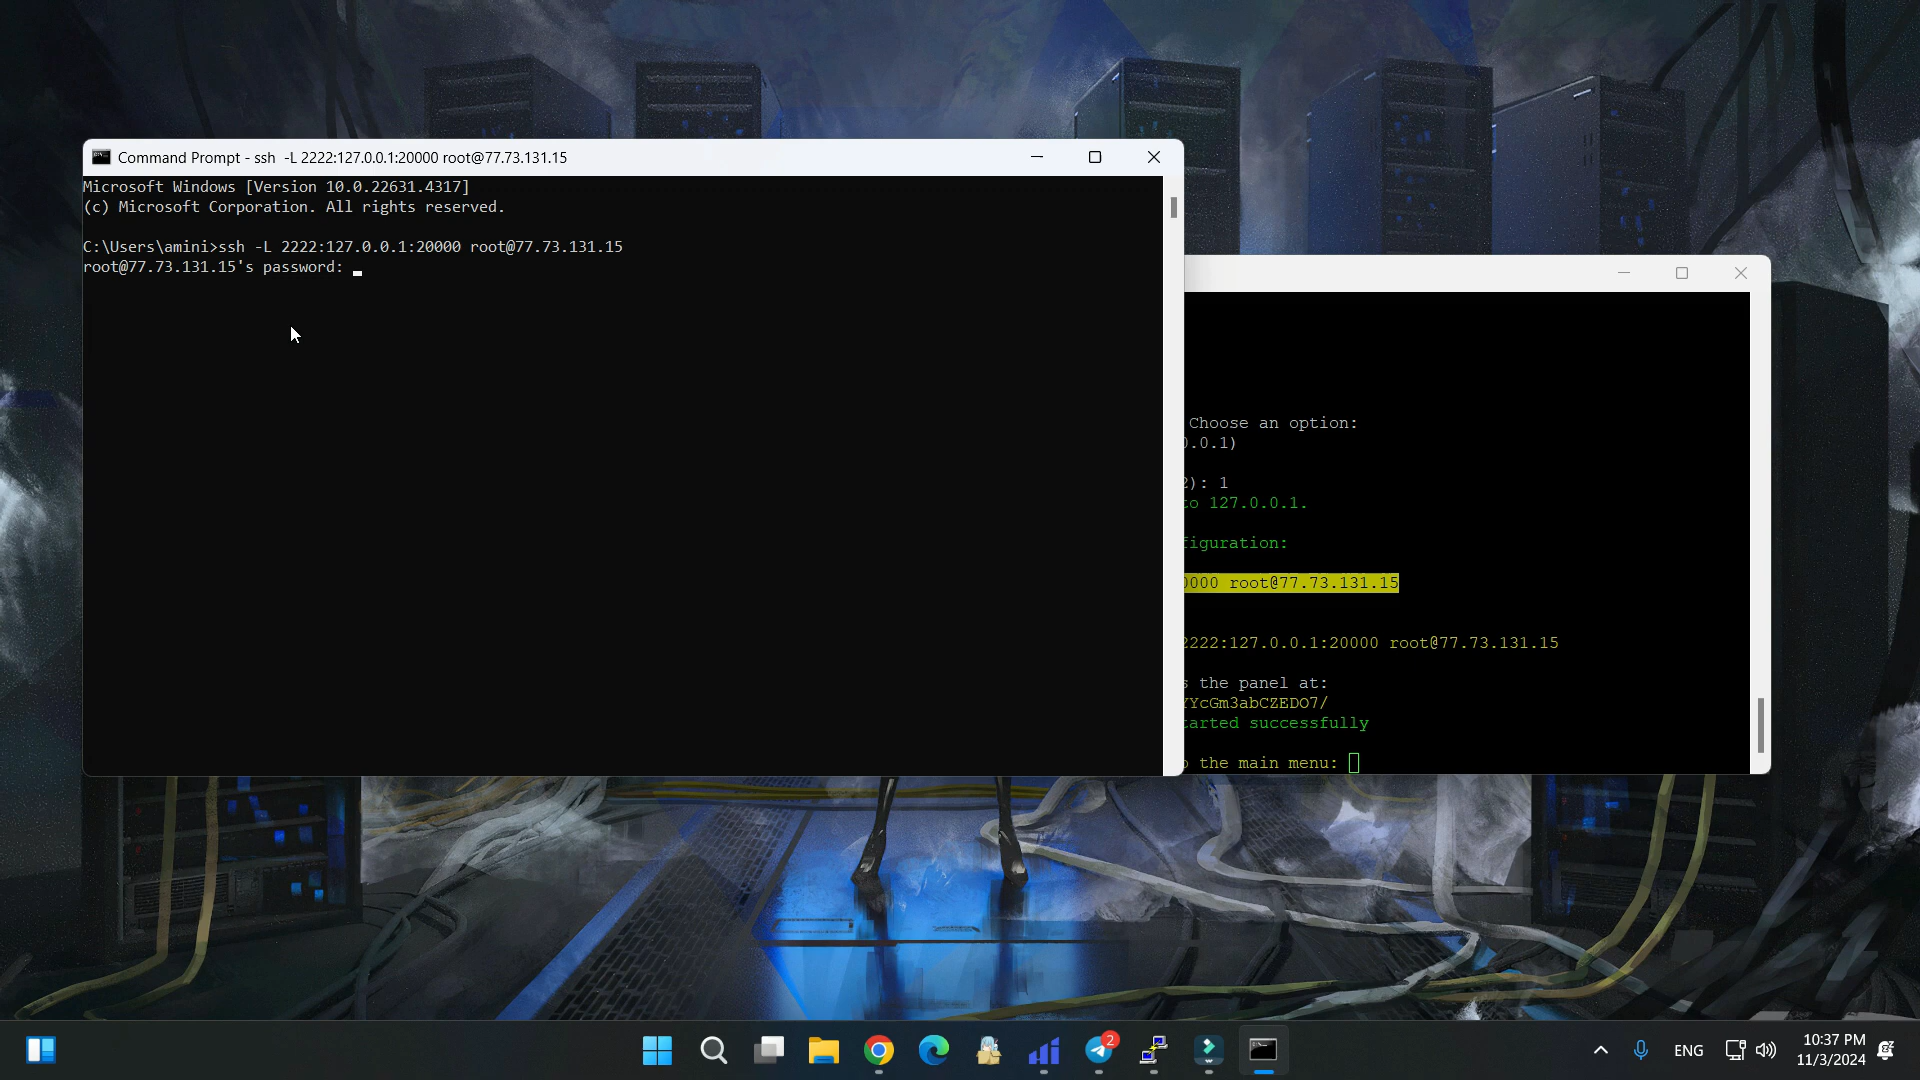 Command Prompt - ssh -L 2222:127.0.0.1:20000 root@77.73.131.15
Microsoft Windows [Version 10.0.22631.4317]
(c) Microsoft Corporation. All rights reserved.
C:\Users\amini>ssh -L 2222:127.0.0.1:20000 root@77.73.131.15
root@77.73.131.15's password:
Choose an option:
.0.1)
): 1
to 127.0.0.1.
figuration:
0000 root@77.73.131.15
2222:127.0.0.1:20000 root@77.73.131.15
s the panel at:
YYcGm3abCZEDO7/
tarted successfully
o the main menu:
2
ENG
10:37 PM
11/3/2024